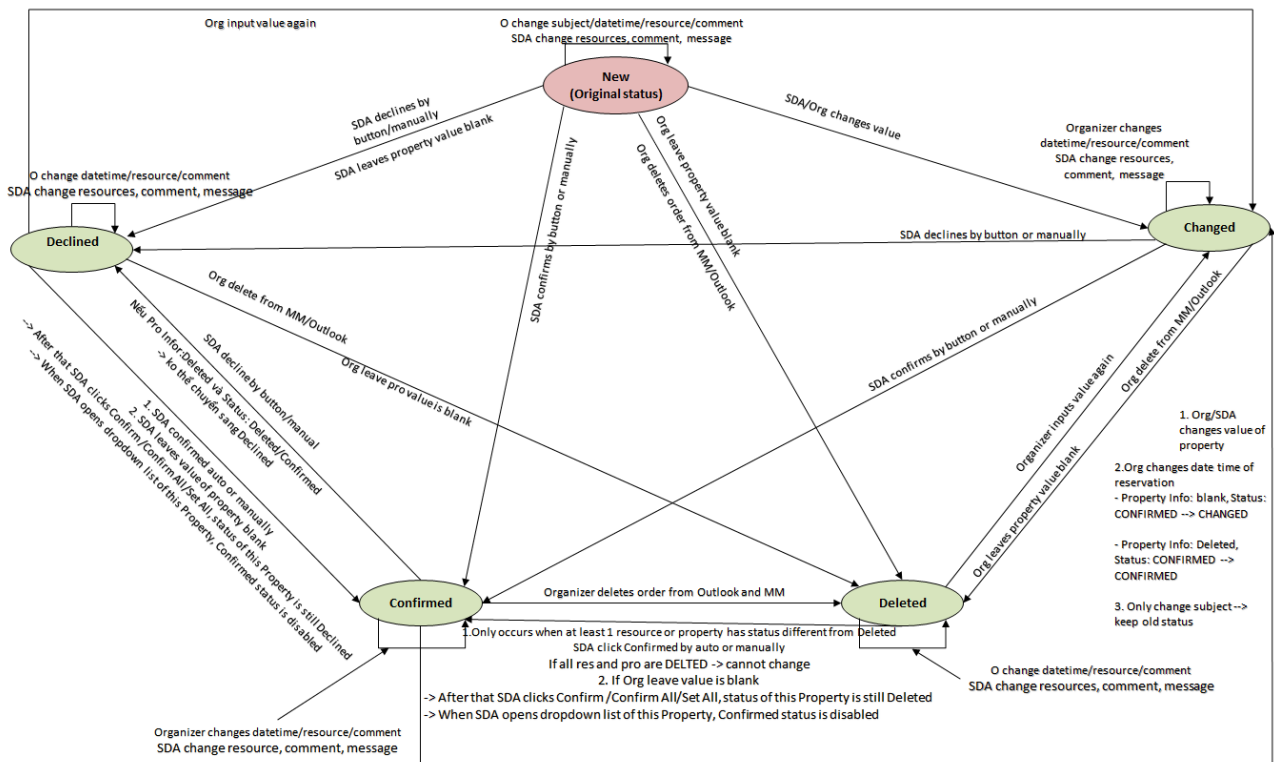 Org input value again
O change subject/datetime/resource/comment
SDA change resources, comment, message
New
(Original status)
SDA declines by
button/manually
SDA leaves property value blank
SDA confirms by button or manually
Org leave property value blank
Org deletes order from MM/Outlook
SDA/Org changes value
Organizer changes
datetime/resource/comment
SDA change resources,
comment, message
O change datetime/resource/comment
SDA change resources, comment, message
Declined
Changed
SDA declines by button or manually
Org delete from MM/Outlook
Org leave pro value is blank
SDA decline by button/manual
Nếu Pro Infor:Deleted và Status: Deleted/Confirmed
-> ko thể chuyển sang Declined
1. SDA confirmed auto or manually
2. SDA leaves value of property blank
--> After that SDA clicks Confirm/Confirm All/Set All, status of this Property is still Declined
--> When SDA opens dropdown list of this Property, Confirmed status is disabled
SDA confirms by button or manually
Organizer inputs value again
Org delete from MM/Outlook
Org leaves property value blank
1. Org/SDA
changes value of
property
2.Org changes date time of
reservation
- Property Info: blank, Status:
CONFIRMED --> CHANGED
- Property Info: Deleted,
Status: CONFIRMED -->
CONFIRMED
3. Only change subject-->
keep old status
Confirmed
Organizer deletes order from Outlook and MM
Deleted
1.Only occurs when at least 1 resource or property has status different from Deleted
SDA click Confirmed by auto or manually
If all res and pro are DELTED -> cannot change
2. If Org leave value is blank
-> After that SDA clicks Confirm/Confirm All/Set All, status of this Property is still Deleted
-> When SDA opens dropdown list of this Property, Confirmed status is disabled
O change datetime/resource/comment
SDA change resources, comment, message
Organizer changes datetime/resource/comment
SDA change resource, comment, message